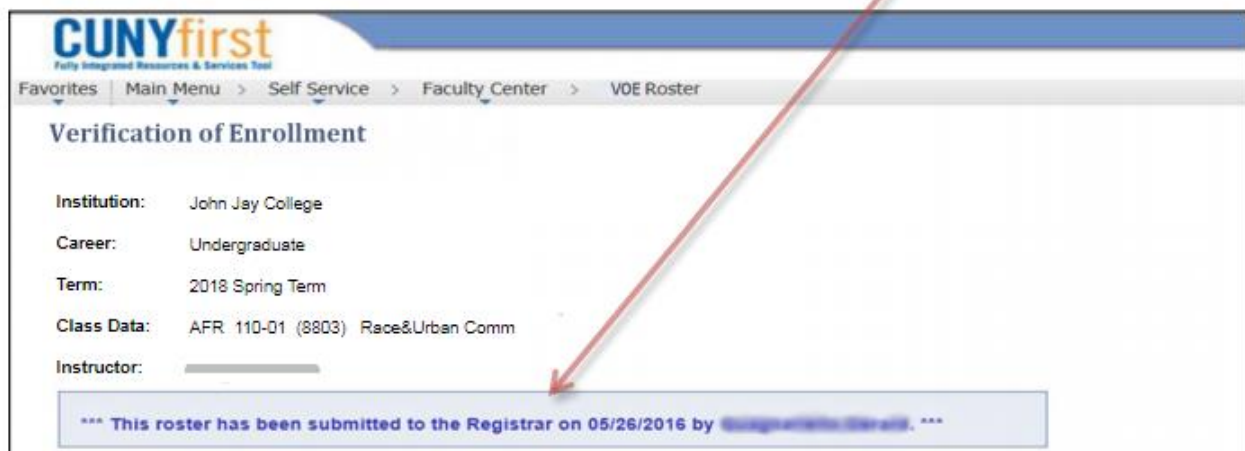 CUNYfirst
Fully Integrated Resources & Services Tool
Favorites Main Menu > Self Service > Faculty Center > VOE Roster
Verification of Enrollment
Institution: John Jay College
Career: Undergraduate
Term: 2018 Spring Term
Class Data: AFR 110-01 (8803) Race&Urban Comm
Instructor:
*** This roster has been submitted to the Registrar on 05/26/2016 by . ***